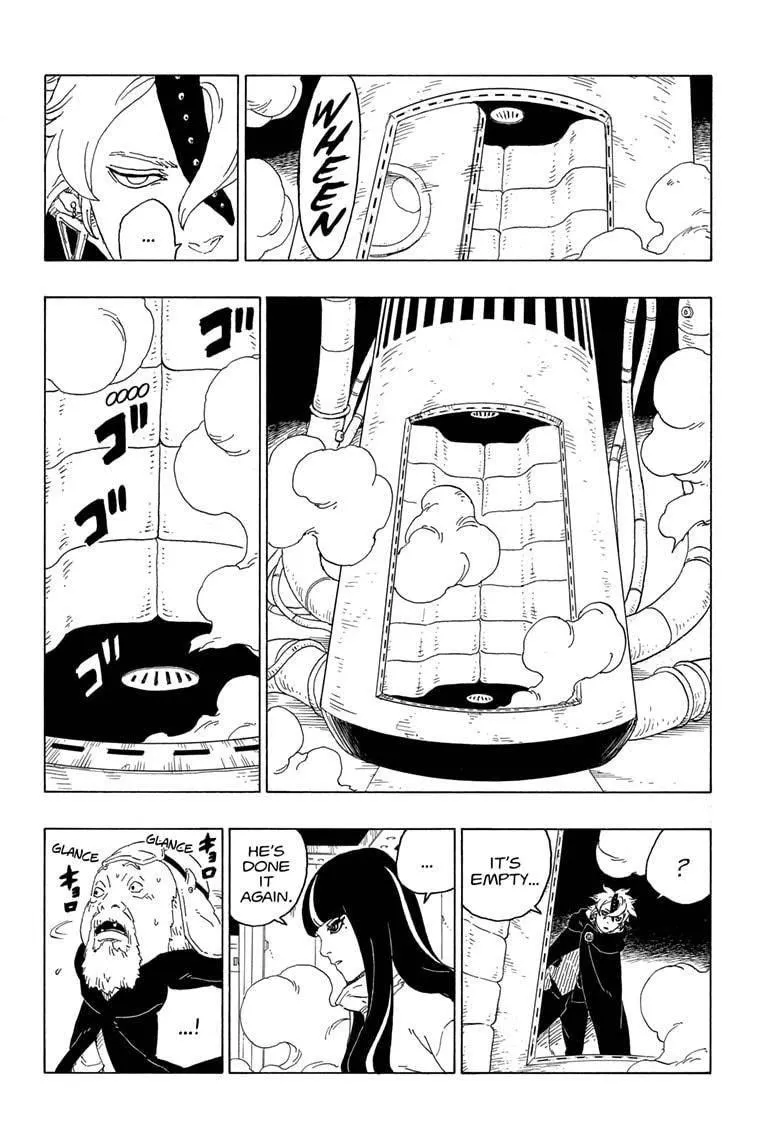 WHEEN
...
ゴ
OOOO
ゴ
ゴ
ゴ
?
IT'S
EMPTY...
...
HE'S
DONE
IT
AGAIN.
GLANCE
キョロ
GLANCE
キョロ
...!